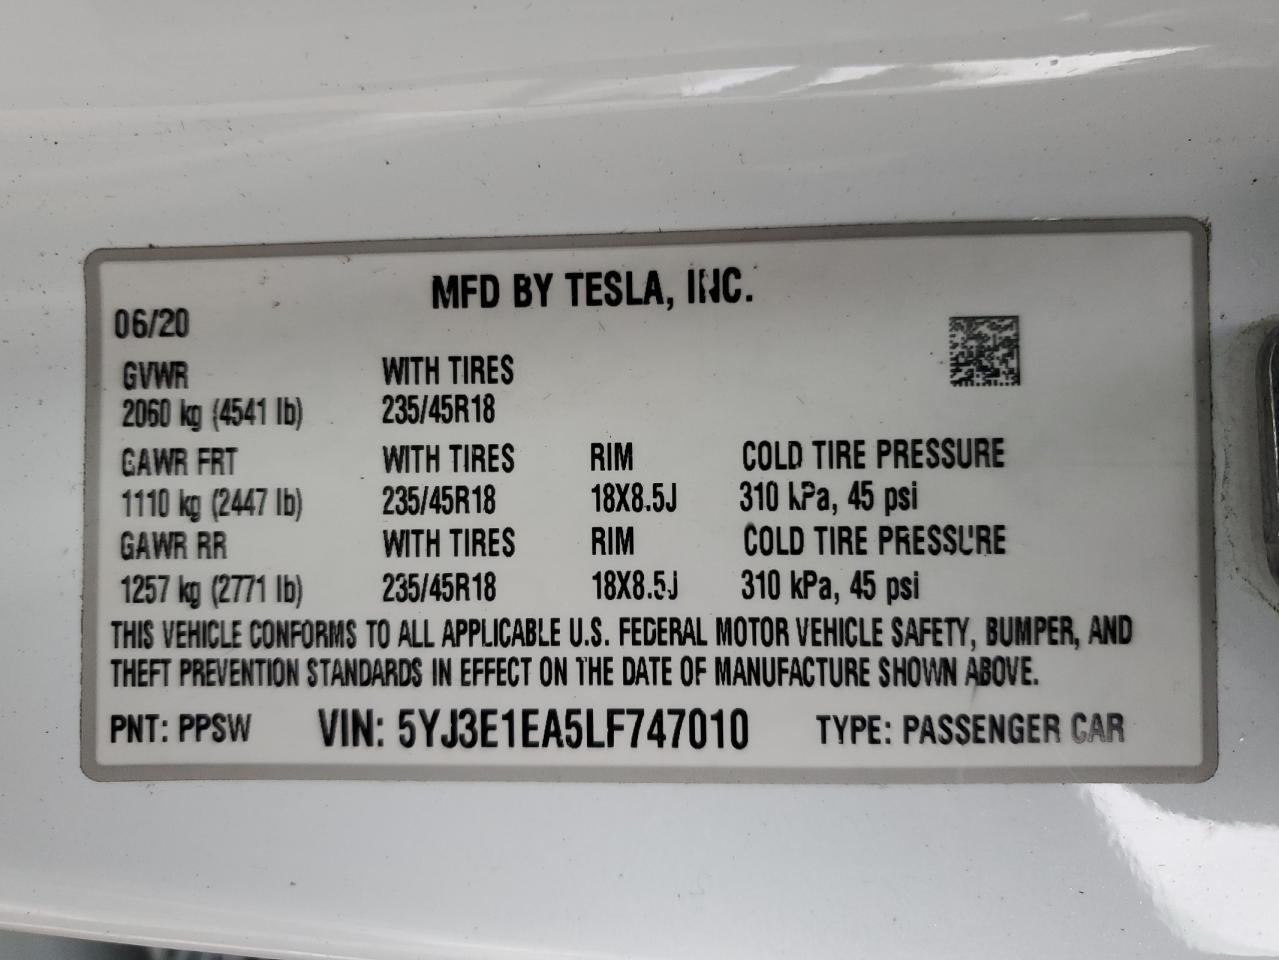 MFD BY TESLA, INC.
06/20
GVWR WITH TIRES
2060 kg (4541 lb) 235/45R18
GAWR FRT WITH TIRES RIM COLD TIRE PRESSURE
1110 kg (2447 lb) 235/45R18 18X8.5J 310 kPa, 45 psi
GAWR RR WITH TIRES RIM COLD TIRE PRESSURE
1257 kg (2771 lb) 235/45R18 18X8.5J 310 kPa, 45 psi
THIS VEHICLE CONFORMS TO ALL APPLICABLE U.S. FEDERAL MOTOR VEHICLE SAFETY, BUMPER, AND
THEFT PREVENTION STANDARDS IN EFFECT ON THE DATE OF MANUFACTURE SHOWN ABOVE.
PNT: PPSW VIN: 5YJ3E1EA5LF747010 TYPE: PASSENGER CAR